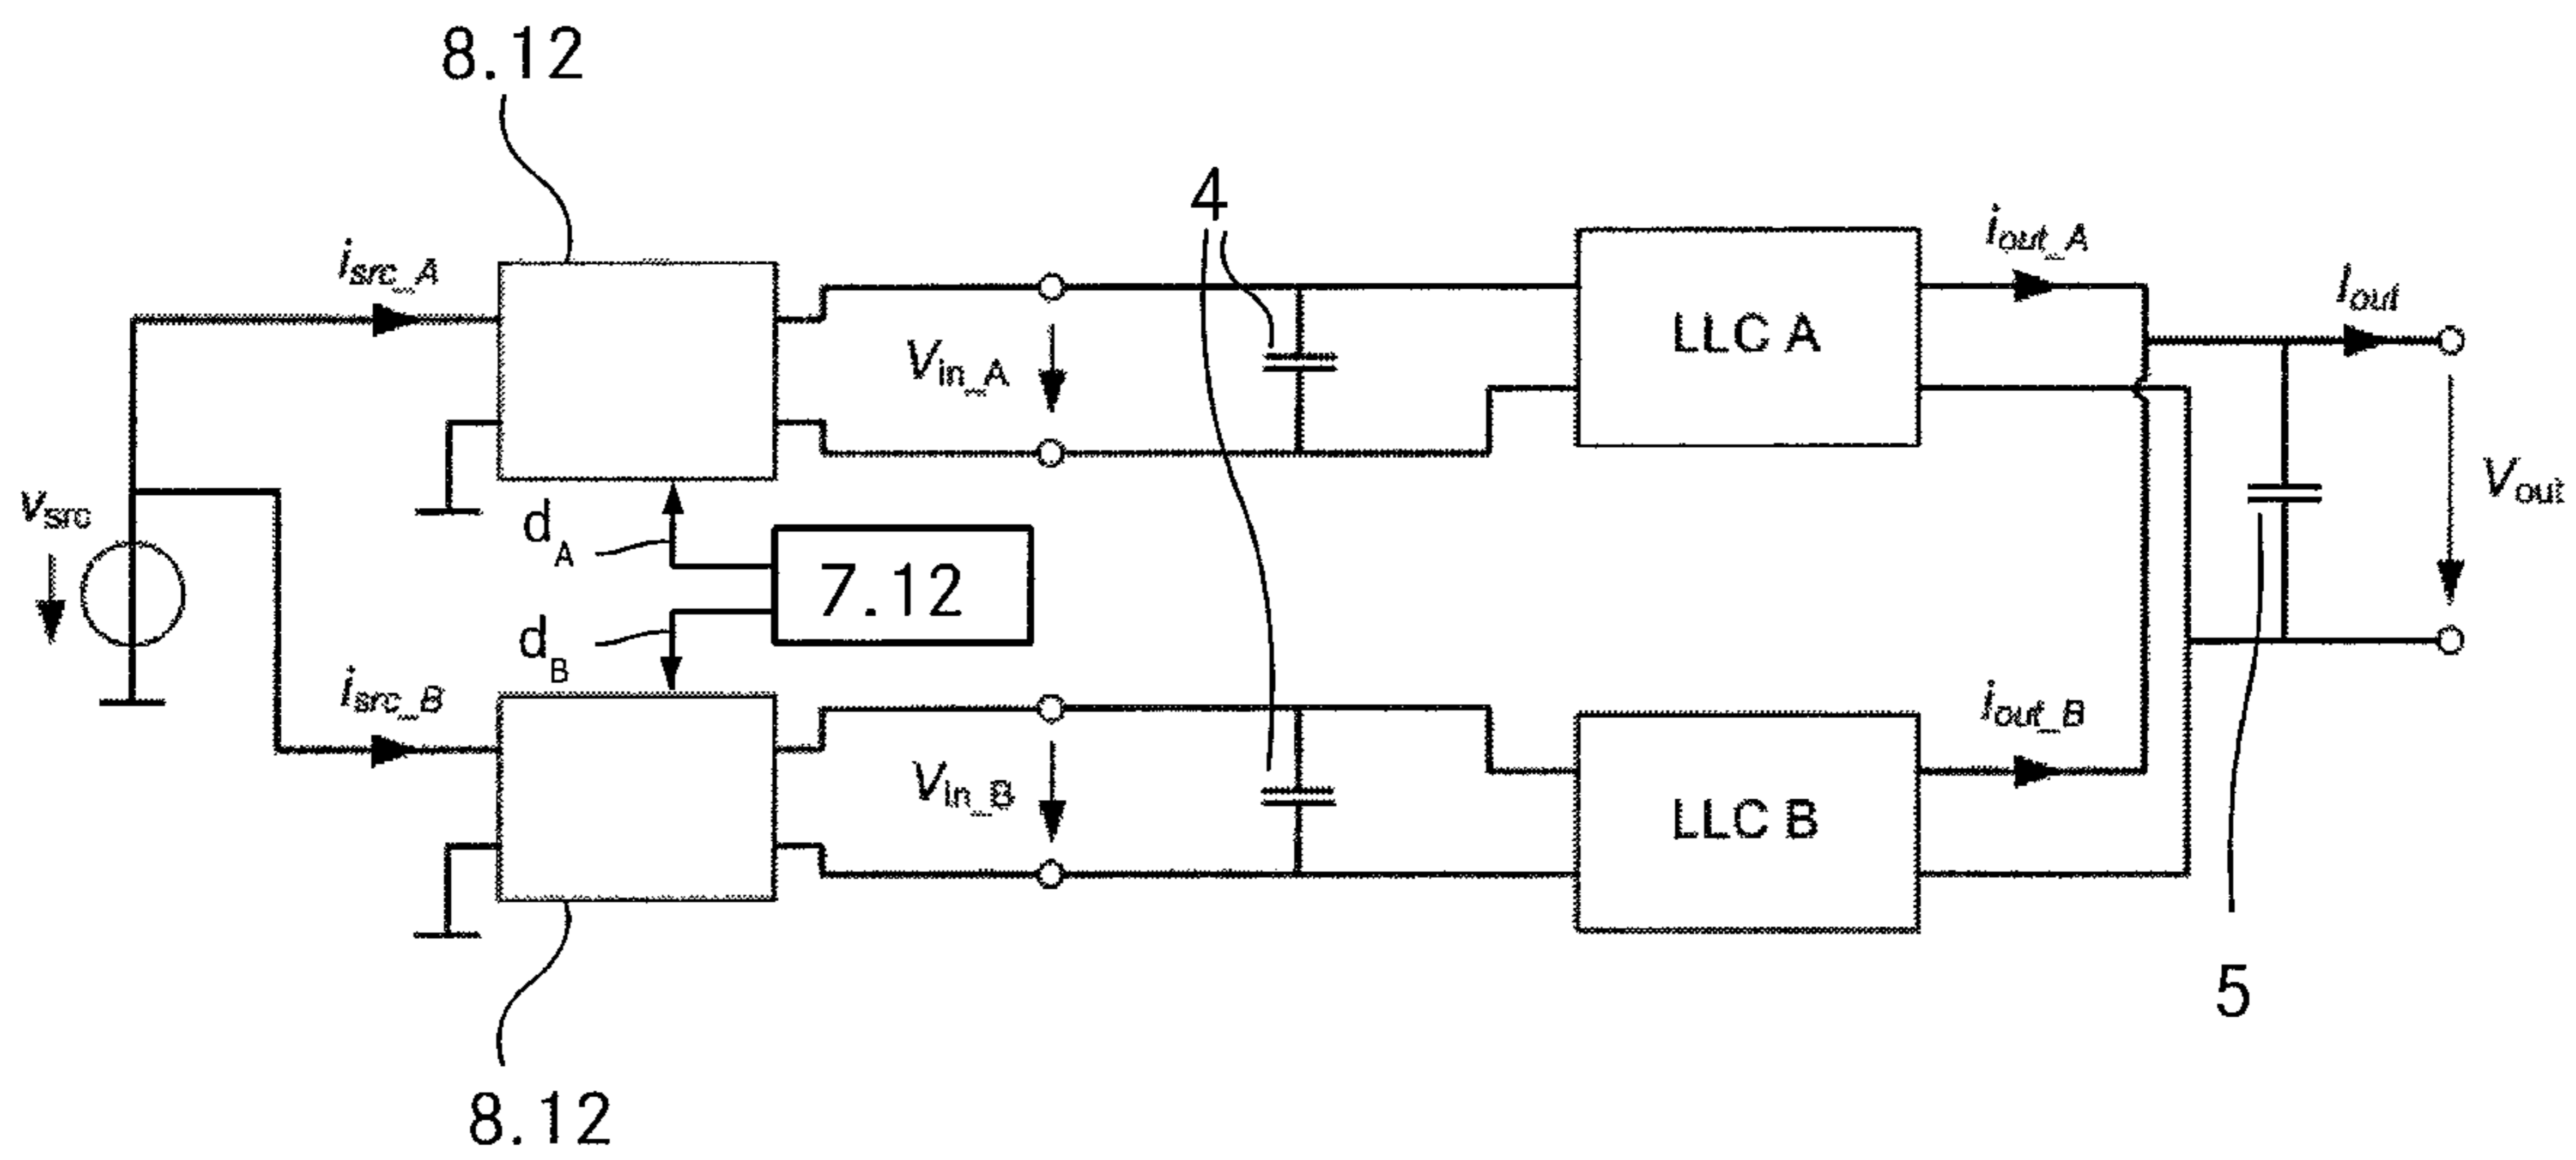 8.12
4
i_src_A
i_out_A
I_out
V_in_A
LLC A
v_src
d_A
V_out
7.12
d_B
i_src_B
i_out_B
V_in_B
LLC B
5
8.12